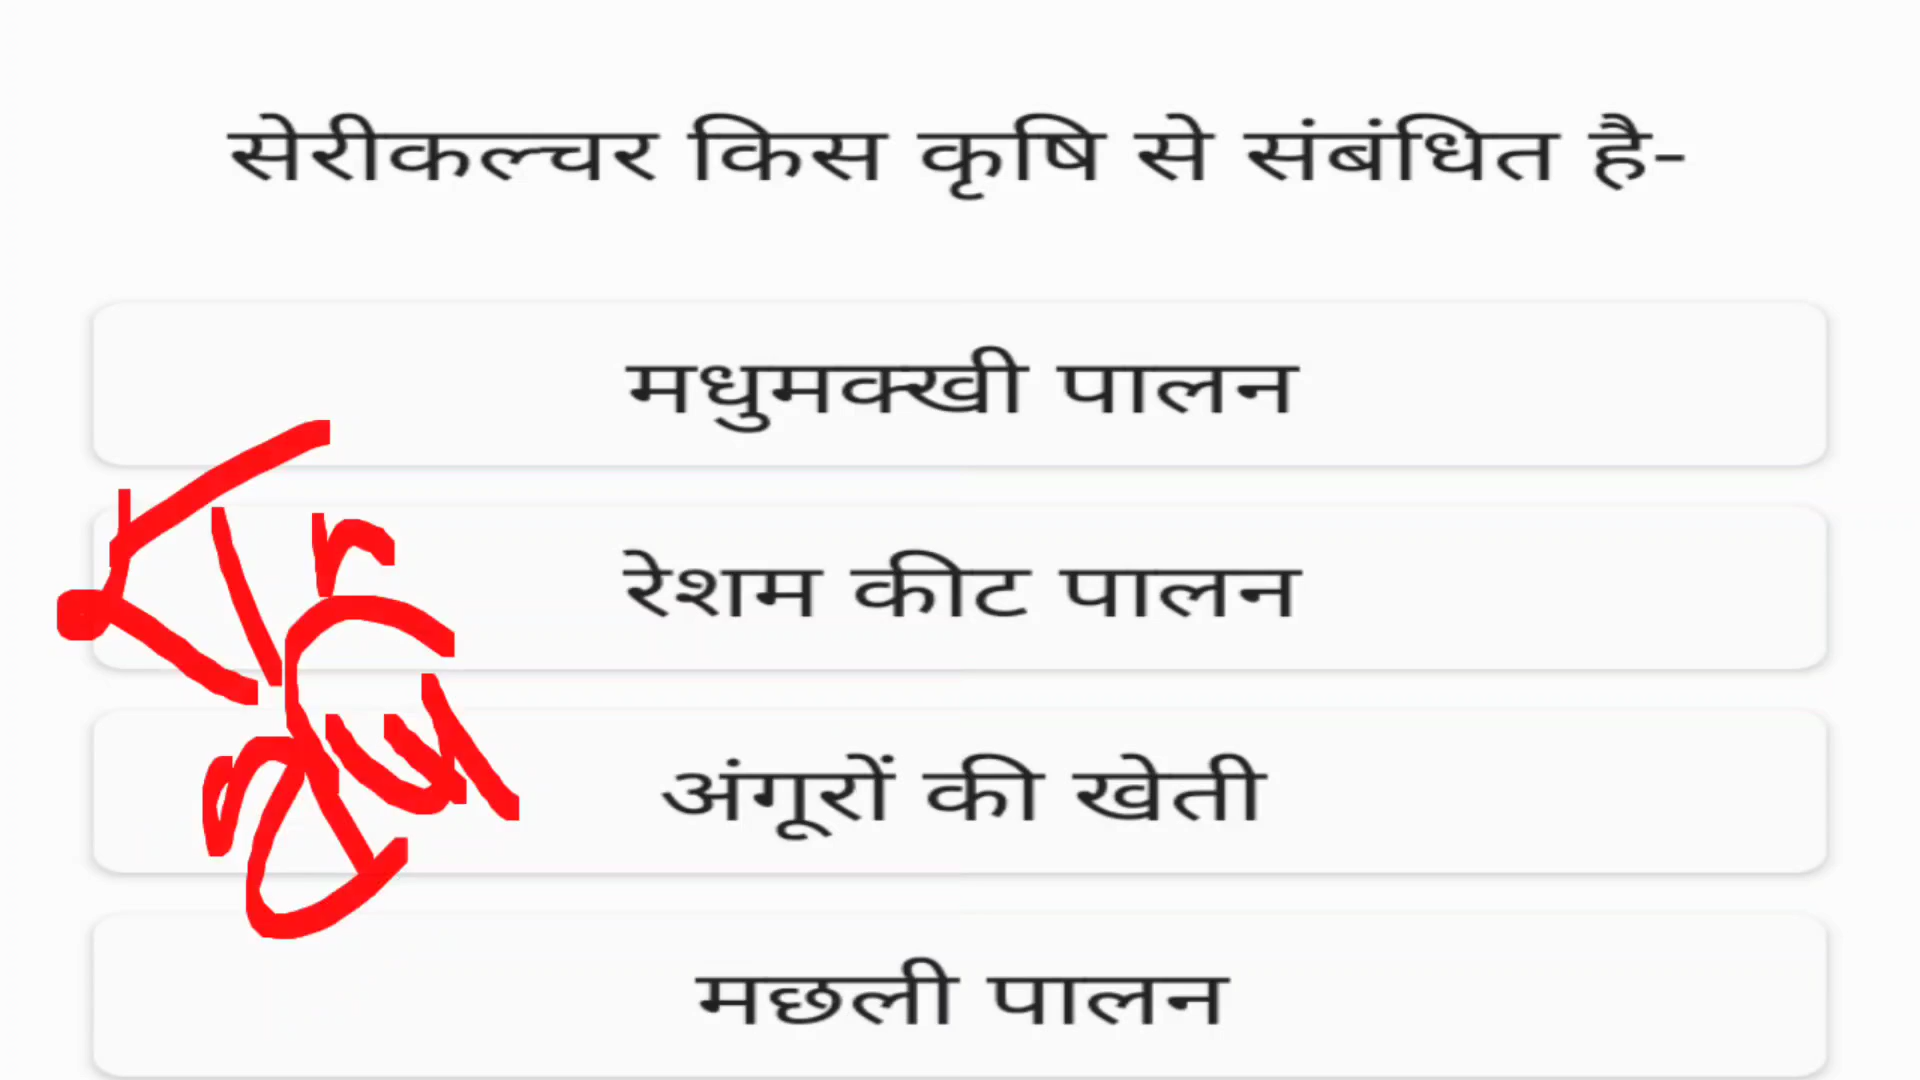 सेरीकल्चर किस कृषि से संबंधित है-
मधुमक्खी पालन
रेशम कीट पालन
अंगूरों की खेती
मछली पालन